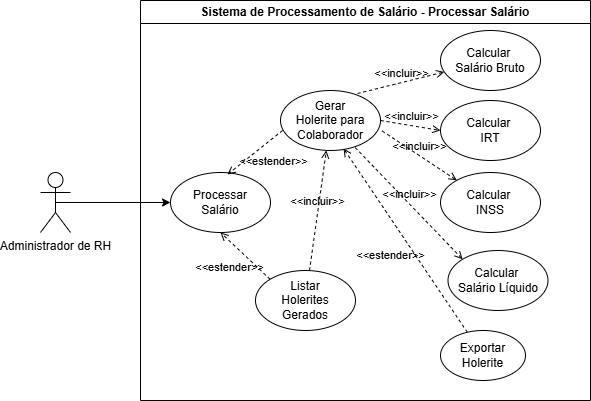 Sistema de Processamento de Salário - Processar Salário
Calcular
Salário Bruto
<<incluir>>
Gerar
Holerite para
Colaborador
<<incluir>>
Calcular
IRT
<<incluir>>
<<estender>>
Processar
Salário
Calcular
INSS
<<incluir>>
<<incluir>>
Administrador de RH
<<estender>>
<<estender>>
Listar
Holerites
Gerados
Calcular
Salário Líquido
Exportar
Holerite